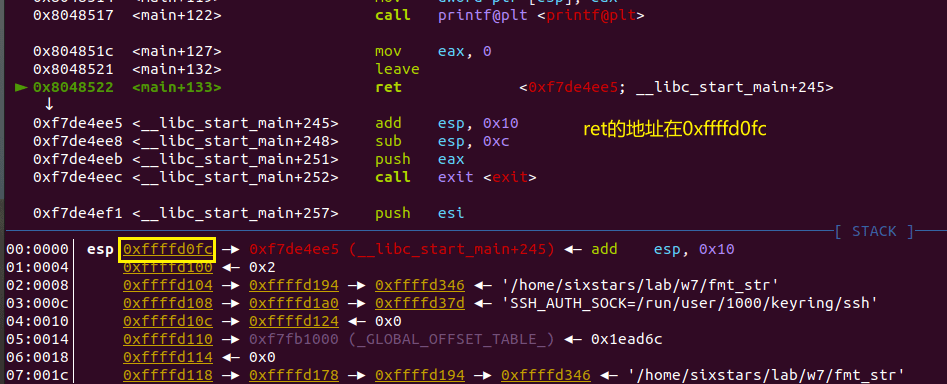 0x8048517 <main+122> call printf@plt <printf@plt>
0x804851c <main+127> mov eax, 0
0x8048521 <main+132> leave
► 0x8048522 <main+133> ret <0xf7de4ee5; __libc_start_main+245>
↓
0xf7de4ee5 <__libc_start_main+245> add esp, 0x10
ret的地址在0xffffd0fc
0xf7de4ee8 <__libc_start_main+248> sub esp, 0xc
0xf7de4eeb <__libc_start_main+251> push eax
0xf7de4eec <__libc_start_main+252> call exit <exit>
0xf7de4ef1 <__libc_start_main+257> push esi
[ STACK ]
00:0000│ esp 0xffffd0fc —► 0xf7de4ee5 (__libc_start_main+245) ◄— add esp, 0x10
01:0004│ 0xffffd100 ◄— 0x2
02:0008│ 0xffffd104 —► 0xffffd194 —► 0xffffd346 ◄— '/home/sixstars/lab/w7/fmt_str'
03:000c│ 0xffffd108 —► 0xffffd1a0 —► 0xffffd37d ◄— 'SSH_AUTH_SOCK=/run/user/1000/keyring/ssh'
04:0010│ 0xffffd10c —► 0xffffd124 ◄— 0x0
05:0014│ 0xffffd110 —► 0xf7fb1000 (_GLOBAL_OFFSET_TABLE_) ◄— 0x1ead6c
06:0018│ 0xffffd114 ◄— 0x0
07:001c│ 0xffffd118 —► 0xffffd178 —► 0xffffd194 —► 0xffffd346 ◄— '/home/sixstars/lab/w7/fmt_str'